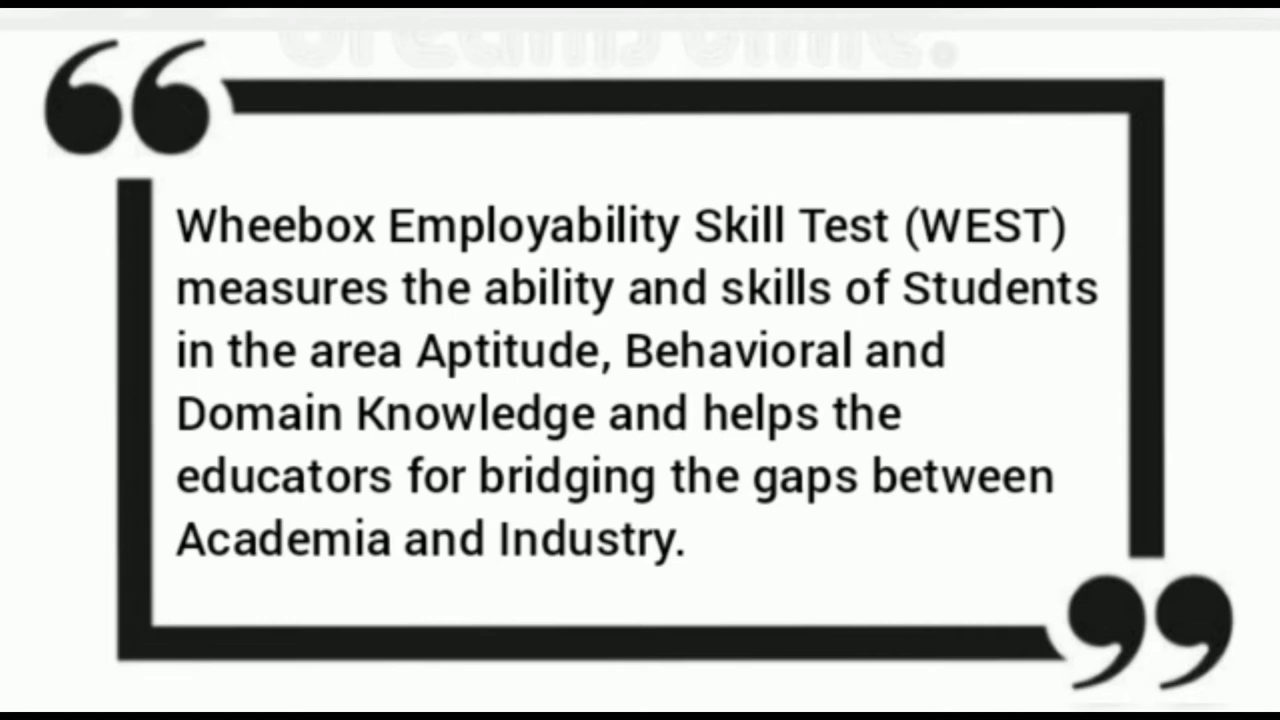 Wheebox Employability Skill Test (WEST)
measures the ability and skills of Students
in the area Aptitude, Behavioral and
Domain Knowledge and helps the
educators for bridging the gaps between
Academia and Industry.